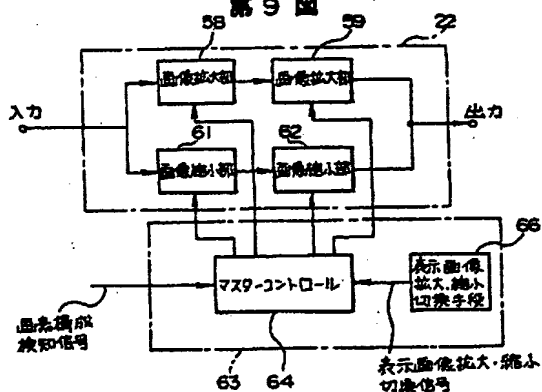 第9図
58
59
22
画像拡大部
画像拡大部
入力
出力
61
62
画像縮小部
画像縮小部
66
マスターコントロール
表示画像
拡大・縮小
切換手段
画素構成
検知信号
63
64
表示画像拡大・縮小
切換信号